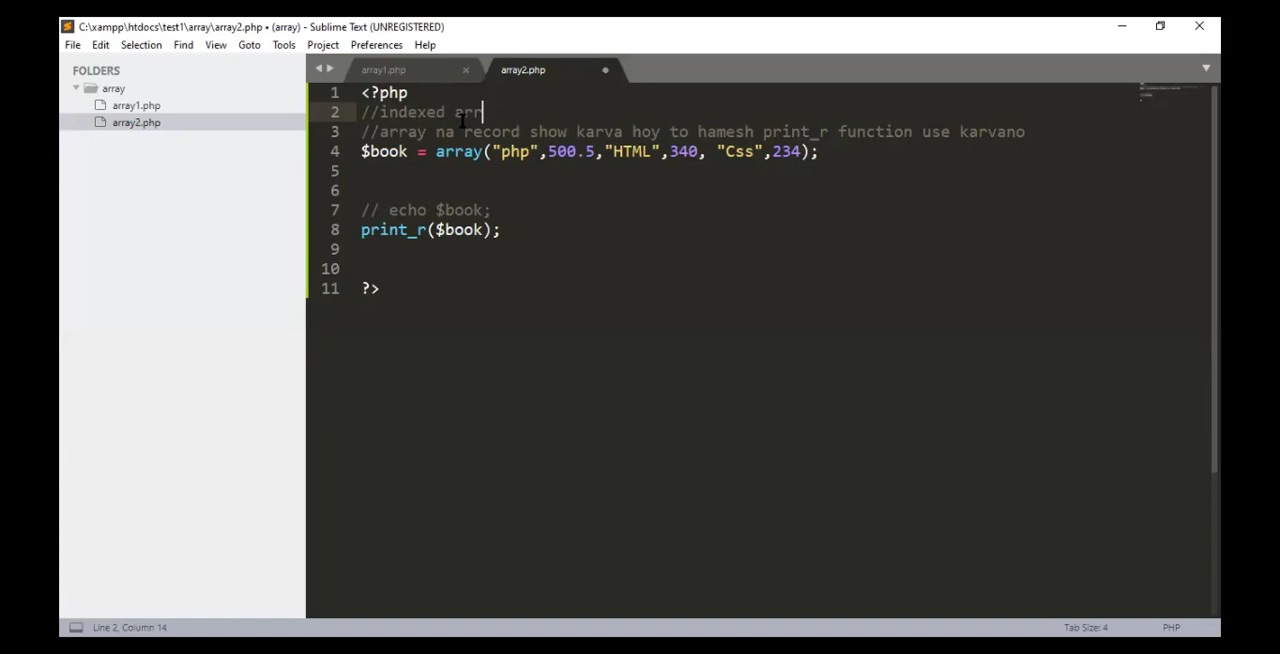 C:\xampp\htdocs\test1\array\array2.php • (array) - Sublime Text (UNREGISTERED)
File Edit Selection Find View Goto Tools Project Preferences Help
FOLDERS
array
array1.php
array2.php
array1.php array2.php
1 <?php
2 //indexed arr
3 //array na record show karva hoy to hamesh print_r function use karvano
4 $book = array("php",500.5,"HTML",340, "Css",234);
5
6
7 // echo $book;
8 print_r($book);
9
10
11 ?>
Line 2, Column 14 Tab Size: 4 PHP